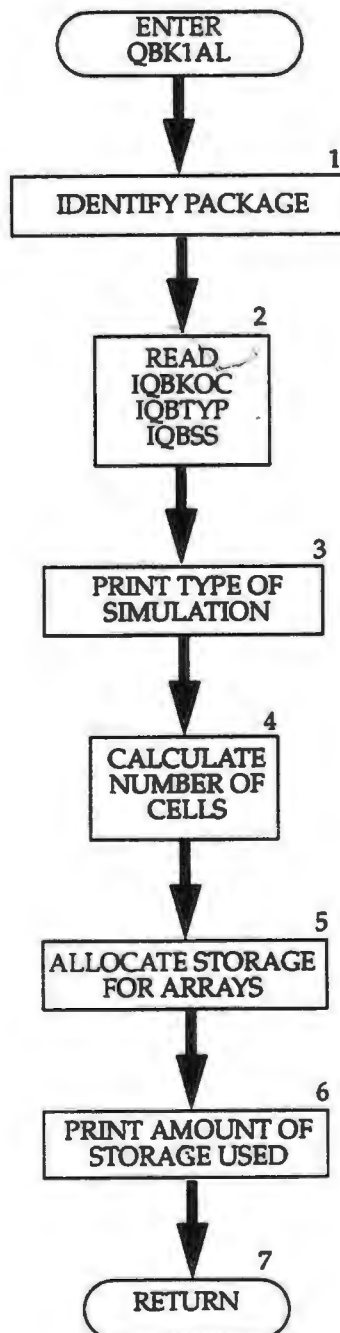 ENTER
QBK1AL
1
IDENTIFY PACKAGE
2
READ
IQBKOC
IQBTYP
IQBSS
3
PRINT TYPE OF
SIMULATION
4
CALCULATE
NUMBER OF
CELLS
5
ALLOCATE STORAGE
FOR ARRAYS
6
PRINT AMOUNT OF
STORAGE USED
7
RETURN